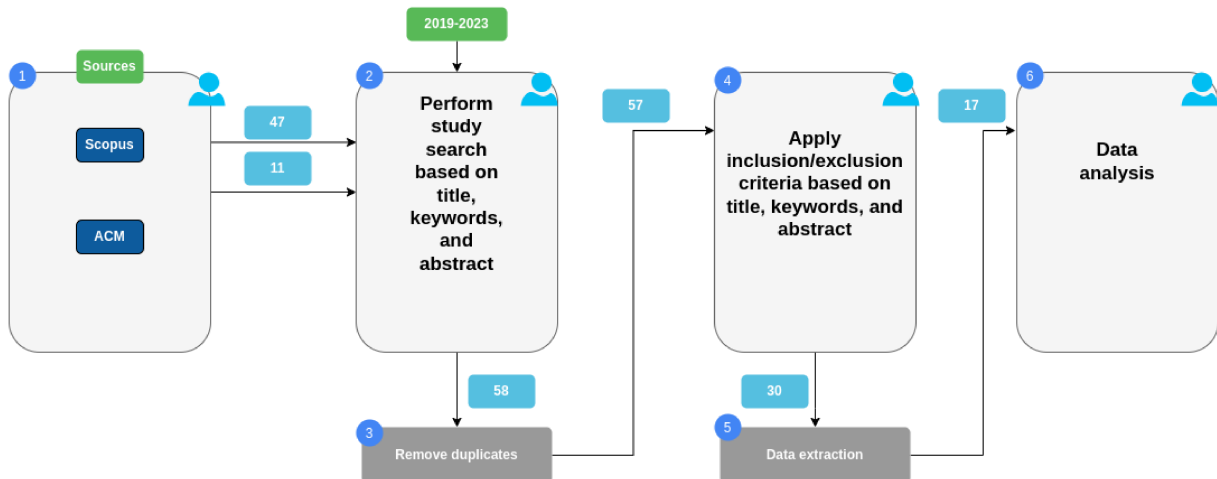 2019-2023
1
Sources
Scopus
ACM
47
11
2
Perform
study
search
based on
title,
keywords,
and
abstract
58
3
Remove duplicates
57
4
Apply
inclusion/exclusion
criteria based on
title, keywords, and
abstract
30
5
Data extraction
17
6
Data
analysis